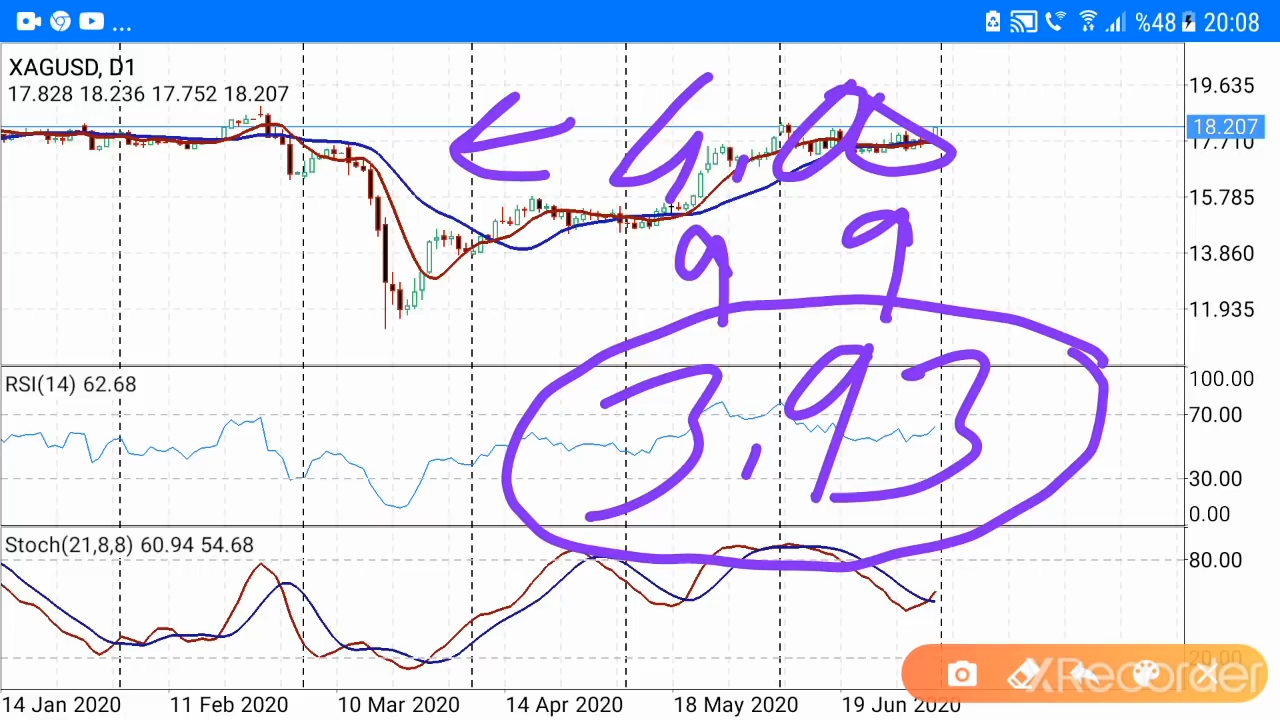 ... %48 20:08
XAGUSD, D1
17.828 18.236 17.752 18.207
19.635
18.207
17.710
15.785
13.860
11.935
9 9
3,93
RSI(14) 62.68
100.00
70.00
30.00
0.00
Stoch(21,8,8) 60.94 54.68
80.00
20.00
XRecorder
14 Jan 2020 11 Feb 2020 10 Mar 2020 14 Apr 2020 18 May 2020 19 Jun 2020